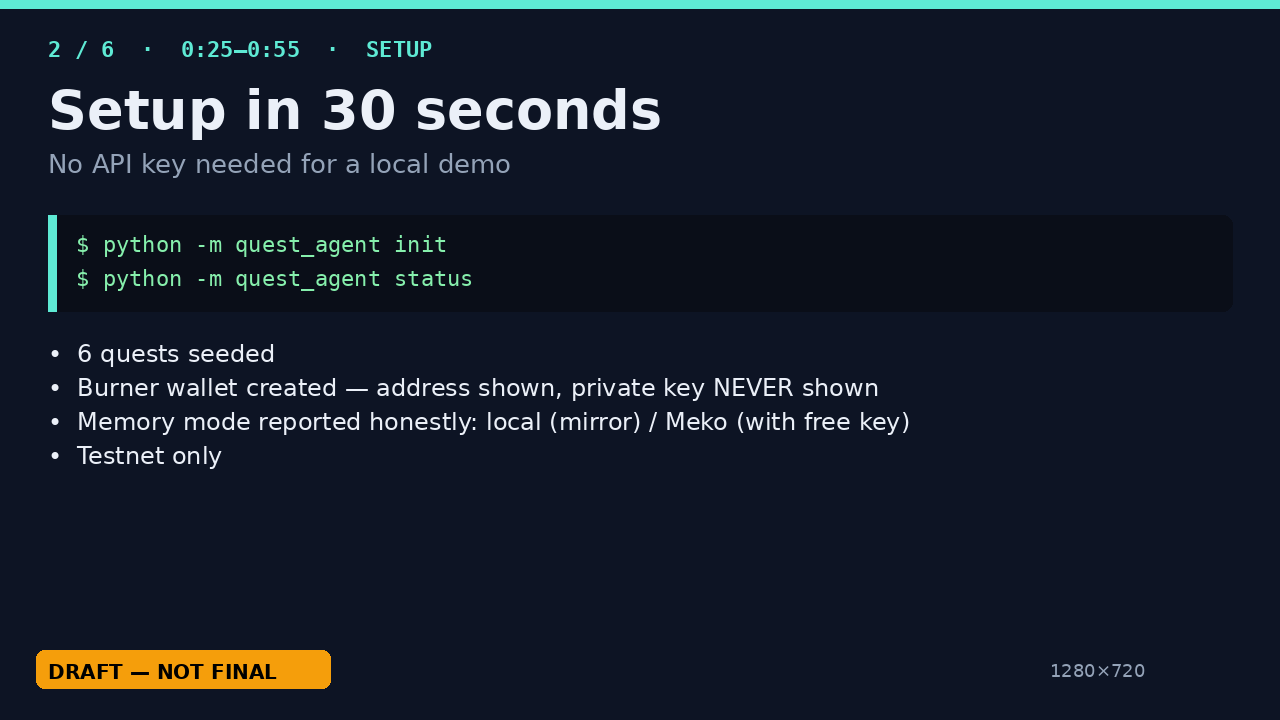 2 / 6 · 0:25–0:55 · SETUP
Setup in 30 seconds
No API key needed for a local demo
$ python -m quest_agent init
$ python -m quest_agent status
• 6 quests seeded
• Burner wallet created — address shown, private key NEVER shown
• Memory mode reported honestly: local (mirror) / Meko (with free key)
• Testnet only
DRAFT — NOT FINAL
1280×720